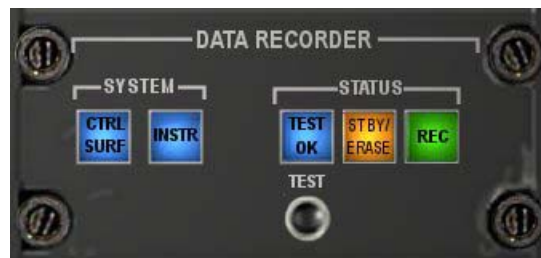 DATA RECORDER
SYSTEM
STATUS
CTRL
SURF
INSTR
TEST
OK
STBY/
ERASE
REC
TEST